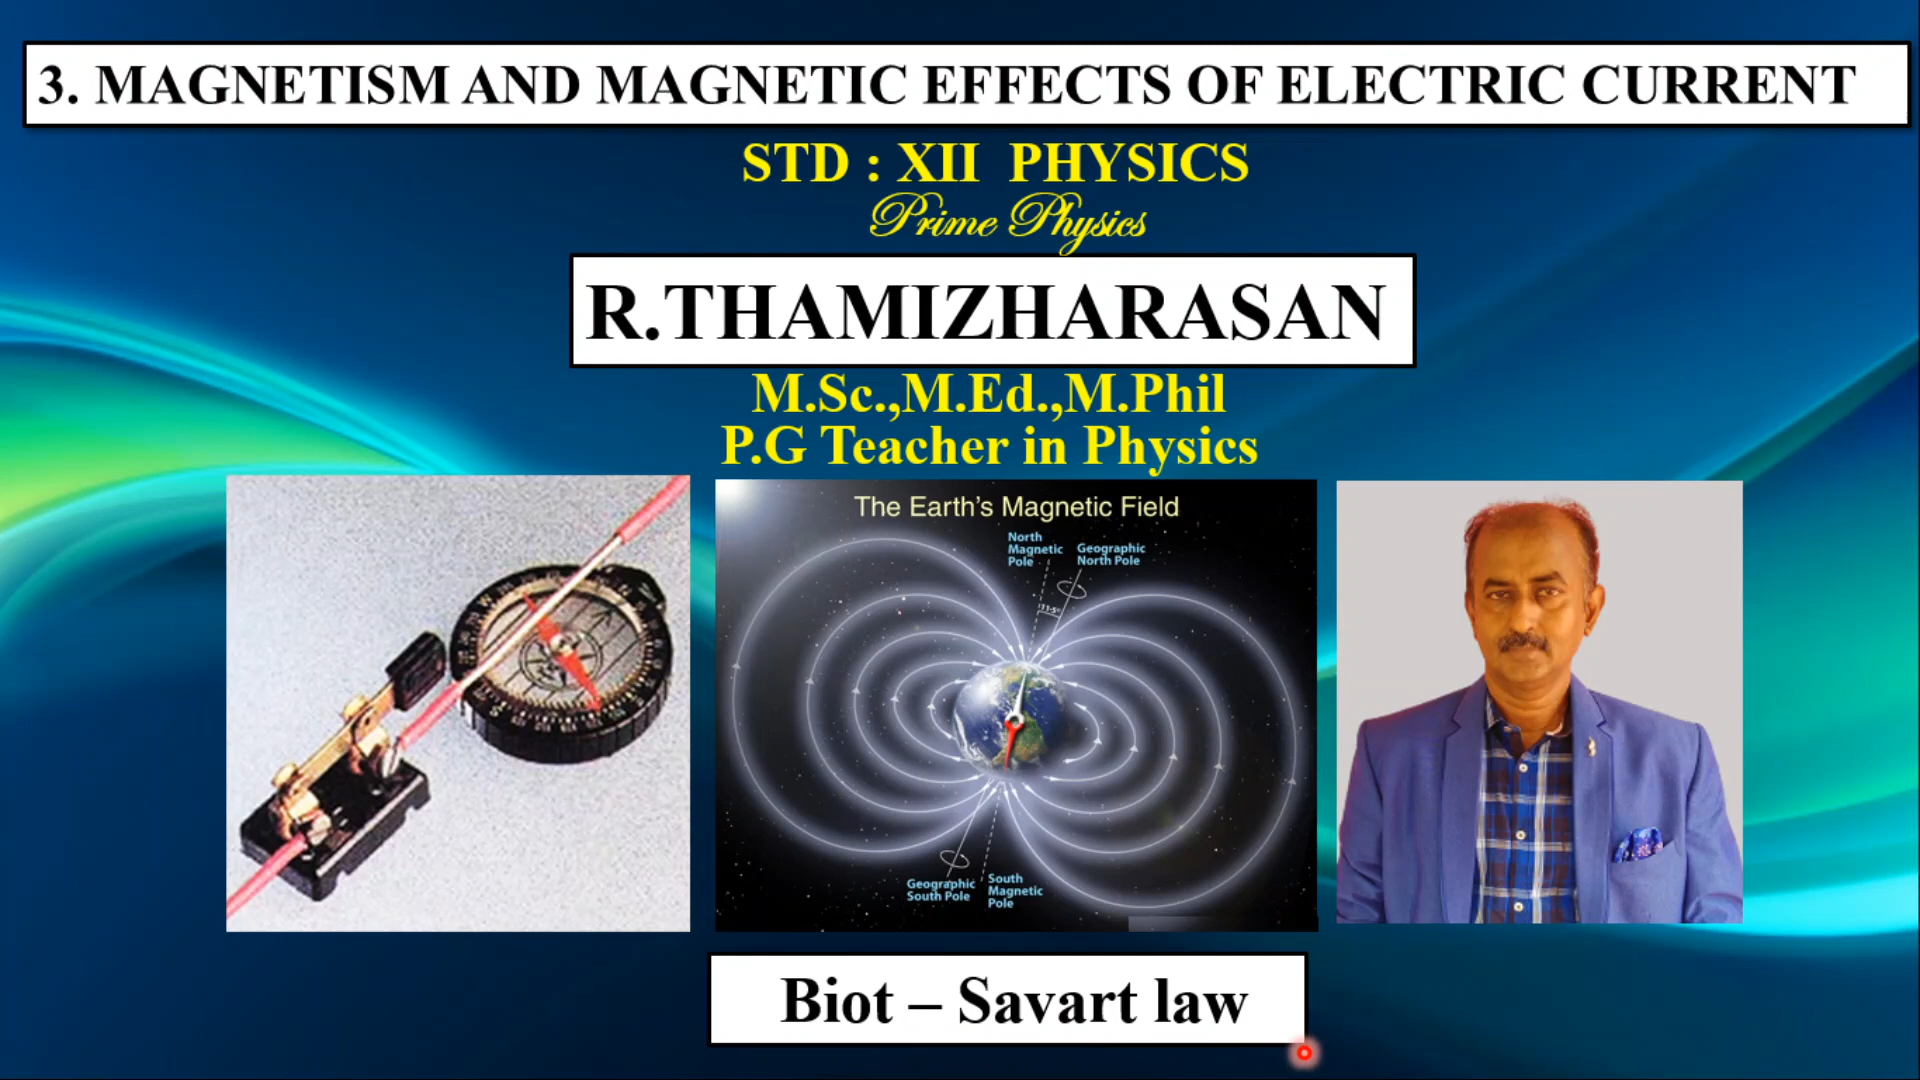 3. MAGNETISM AND MAGNETIC EFFECTS OF ELECTRIC CURRENT
STD : XII PHYSICS
Prime Physics
R.THAMIZHARASAN
M.Sc.,M.Ed.,M.Phil
P.G Teacher in Physics
The Earth's Magnetic Field
North
Magnetic
Pole
Geographic
North Pole
11.5°
Geographic
South Pole
South
Magnetic
Pole
Biot – Savart law